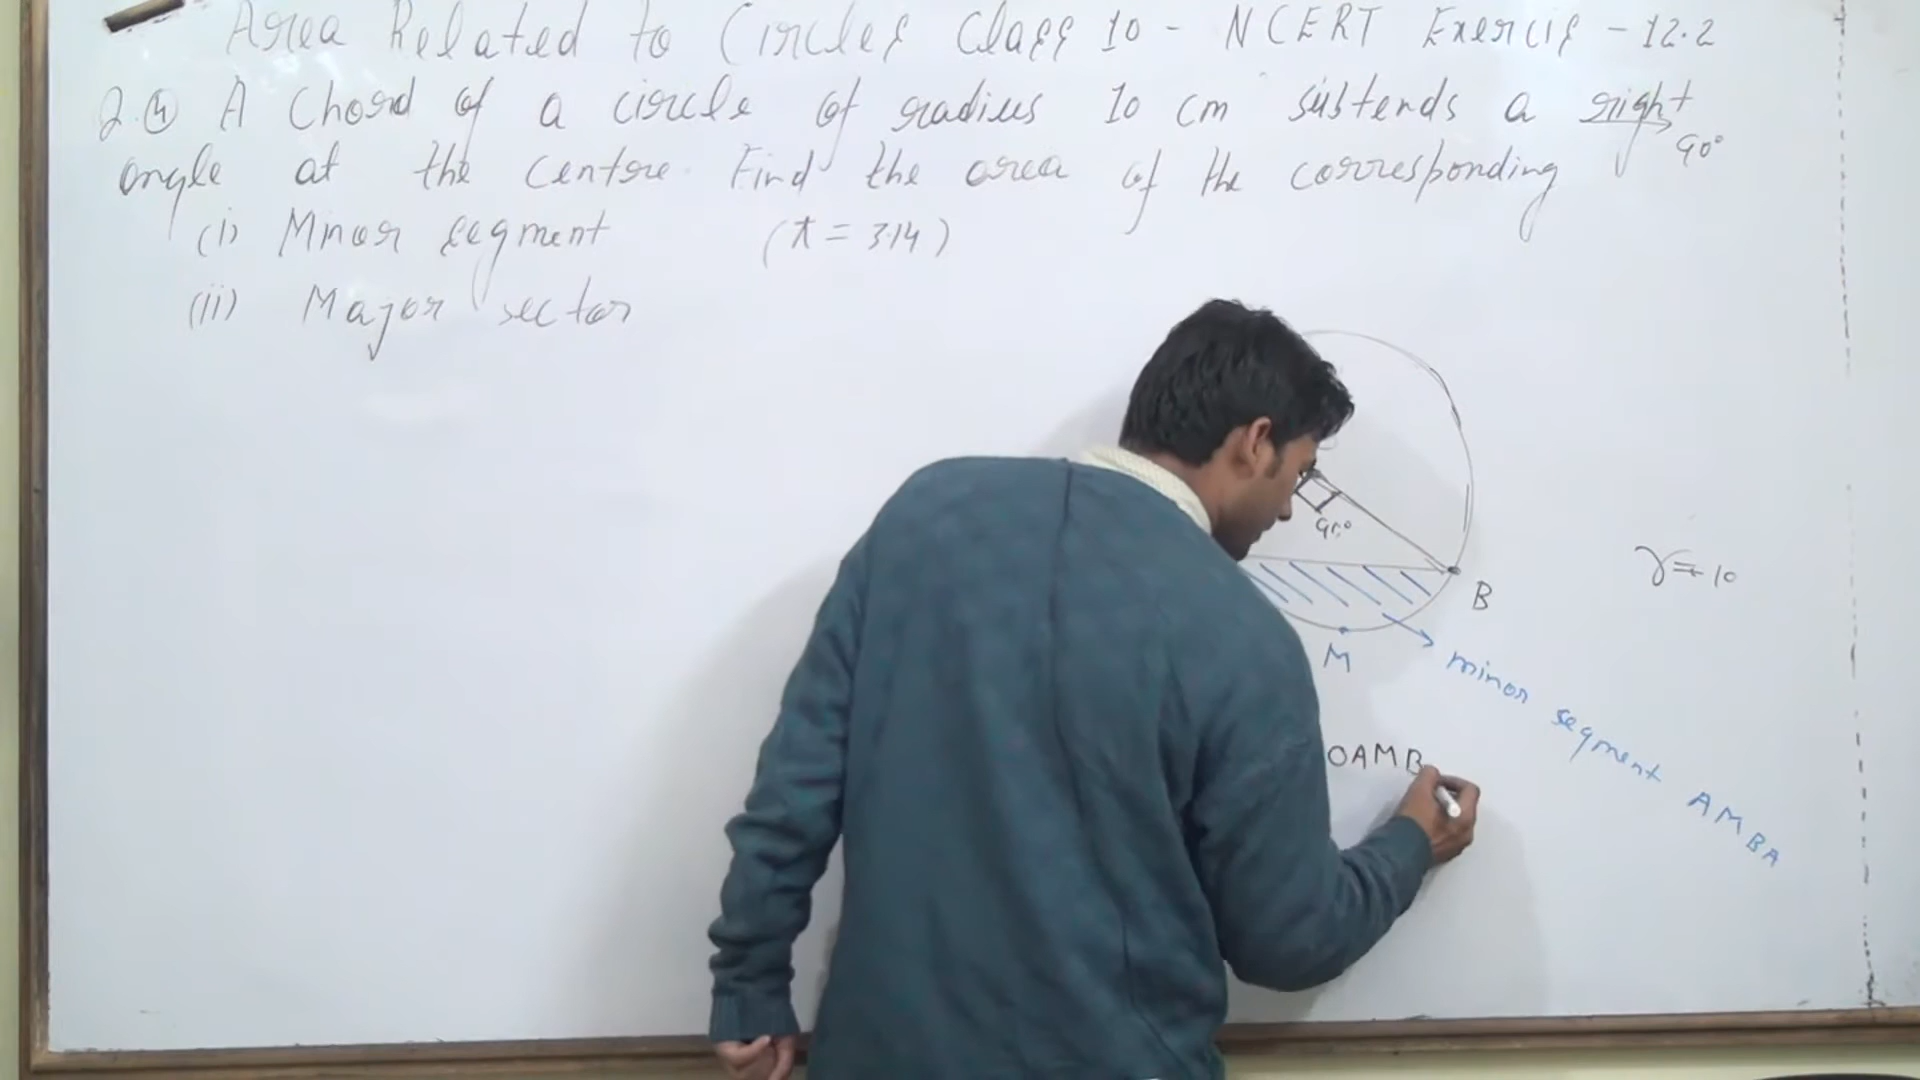 Area Related to Circles Class 10 - NCERT Exercis - 12.2
Q.4 A Chord of a circle of radius 10 cm subtends a right
90°
angle at the centre. Find the area of the corresponding
(i) Minor segment (π = 3.14)
(ii) Major sector
90°
r = 10
B
M
minor segment AMBA
OAMB